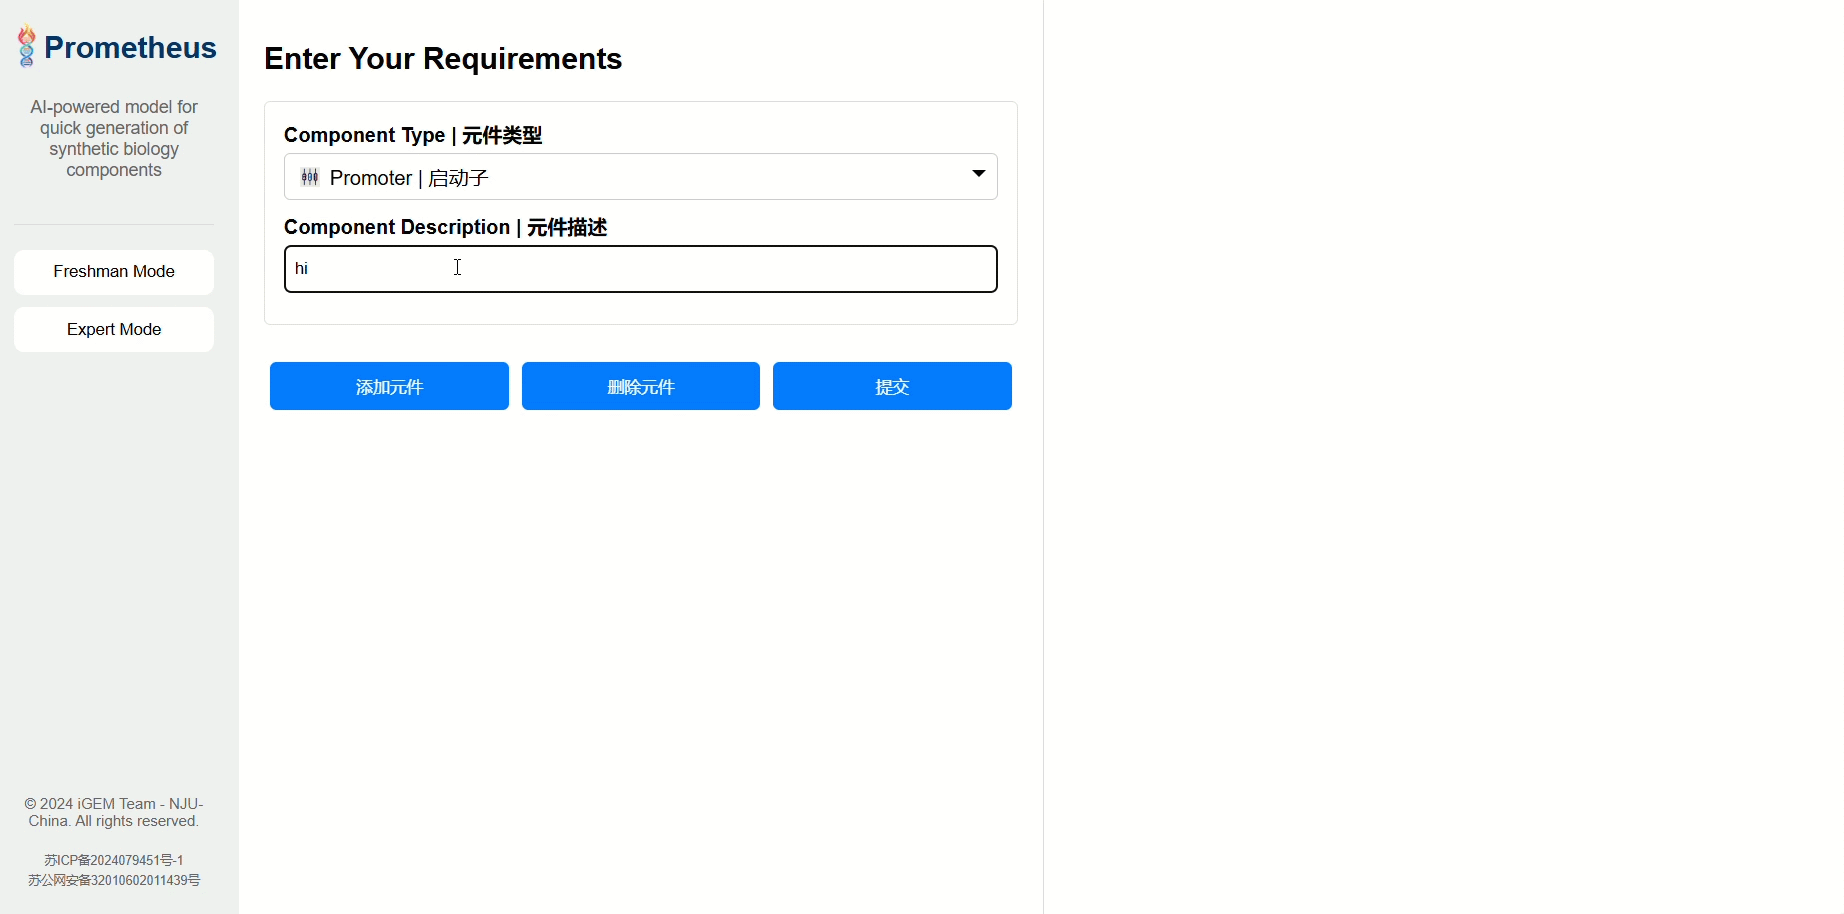 Prometheus
AI-powered model for
quick generation of
synthetic biology
components
Freshman Mode
Expert Mode
© 2024 iGEM Team - NJU-
China. All rights reserved.
苏ICP备2024079451号-1
苏公网安备32010602011439号
Enter Your Requirements
Component Type | 元件类型
Promoter | 启动子
Component Description | 元件描述
hi
添加元件
删除元件
提交